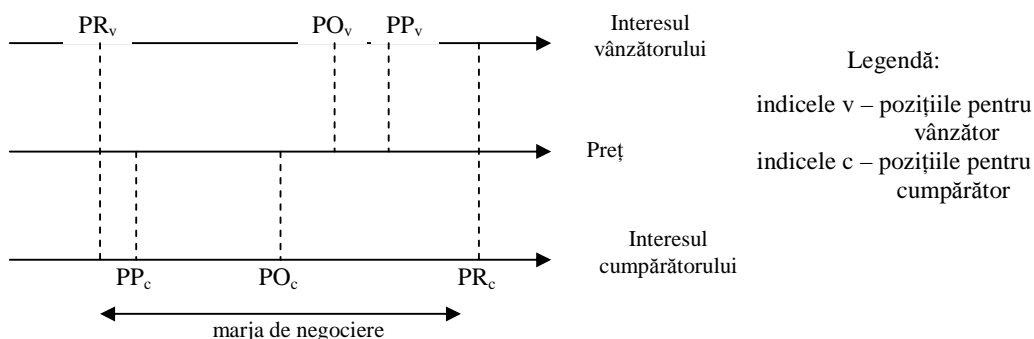 PRv POv PPv
Interesul
vânzătorului
Legendă:
indicele v – pozițiile pentru
vânzător
indicele c – pozițiile pentru
cumpărător
Preț
Interesul
cumpărătorului
PPc POc PRc
marja de negociere